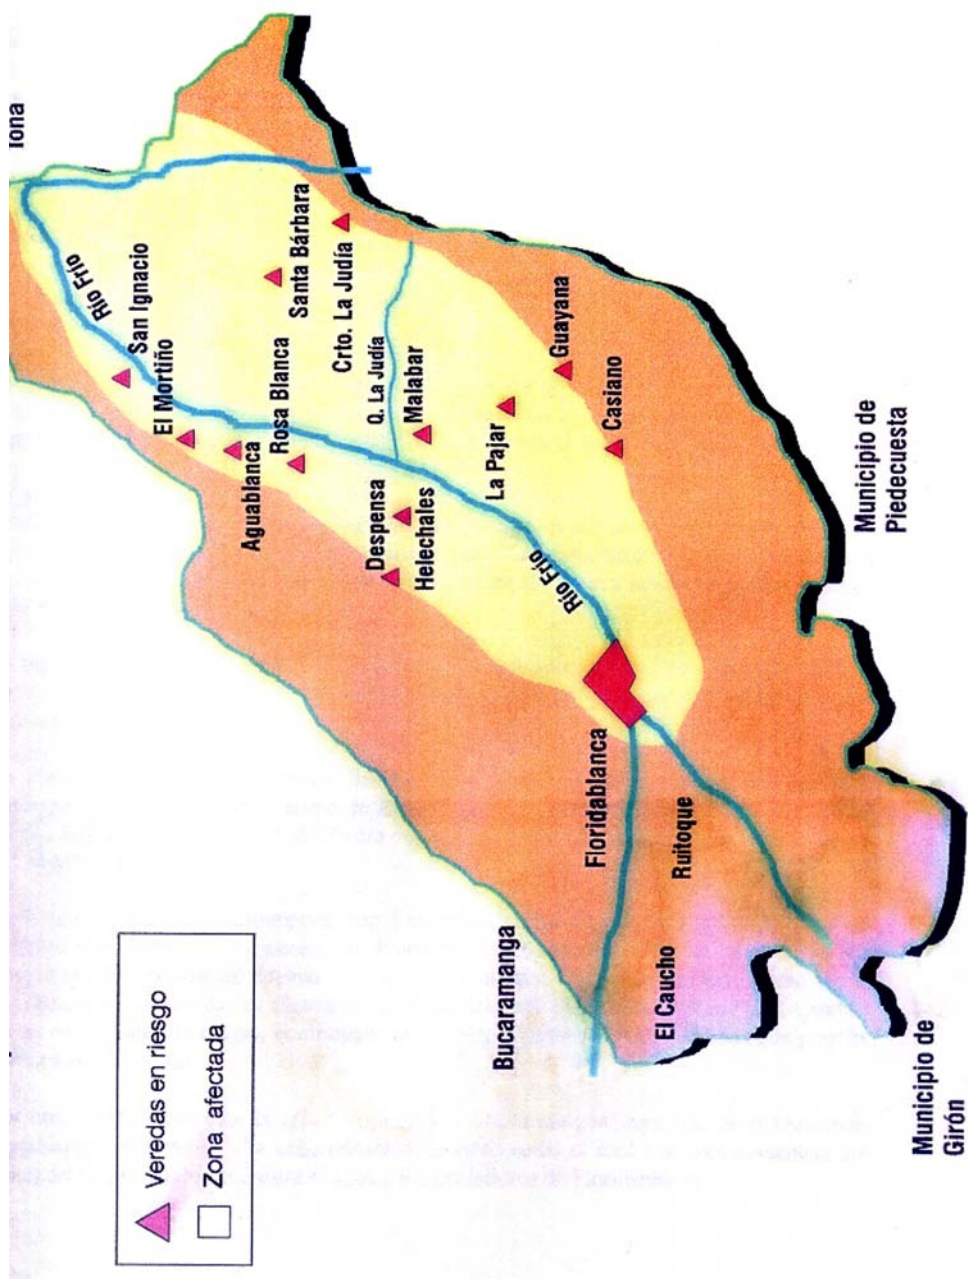 Tona
Río Frío
San Ignacio
El Mortiño
Santa Bárbara
Crto. La Judía
Aguablanca
Rosa Blanca
Q. La Judía
Malabar
Guayana
Casiano
La Pajar
Despensa
Helechales
Río Frío
Municipio de
Piedecuesta
Floridablanca
Ruitoque
Bucaramanga
El Caucho
Municipio de
Girón
Veredas en riesgo
Zona afectada